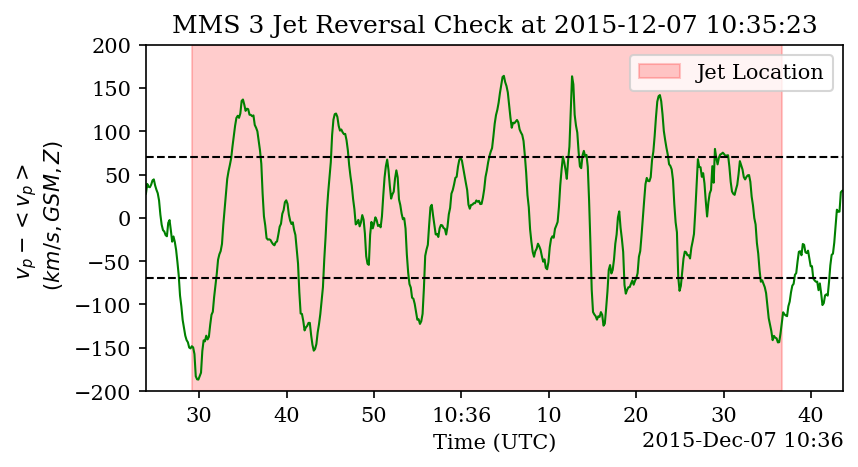 MMS 3 Jet Reversal Check at 2015-12-07 10:35:23
200
150
100
50
0
−50
−100
−150
−200
v_p − < v_p >
(km/s, GSM, Z)
Jet Location
30 40 50 10:36 10 20 30 40
Time (UTC)
2015-Dec-07 10:36